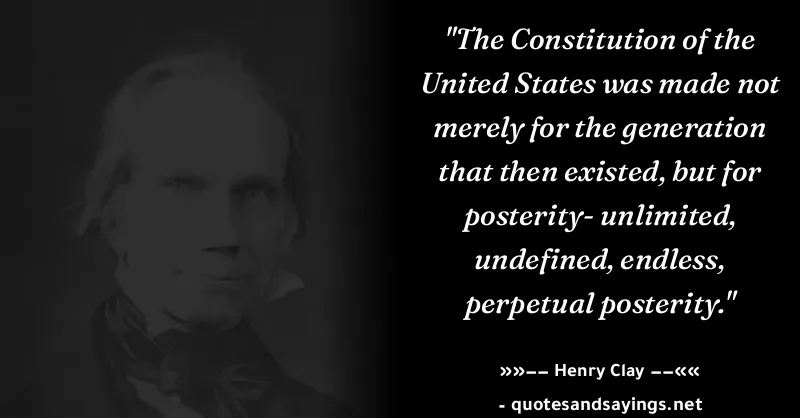 "The Constitution of the
United States was made not
merely for the generation
that then existed, but for
posterity- unlimited,
undefined, endless,
perpetual posterity."
»»−− Henry Clay −−««
- quotesandsayings.net